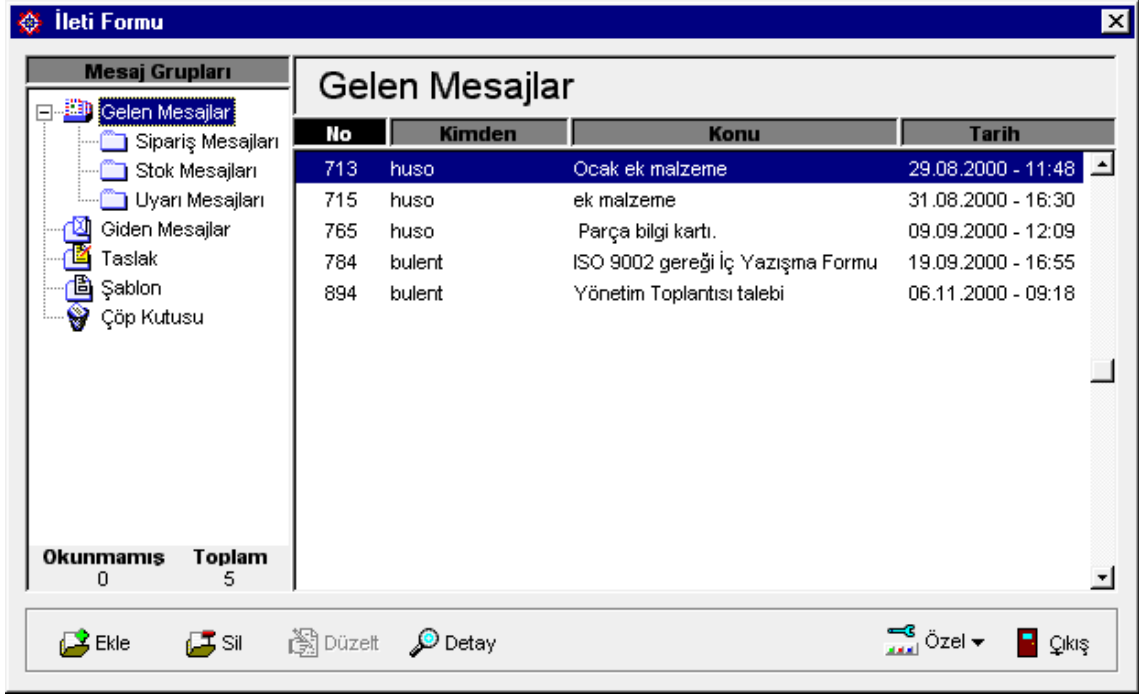 İleti Formu
Mesaj Grupları
Gelen Mesajlar
Sipariş Mesajları
Stok Mesajları
Uyarı Mesajları
Giden Mesajlar
Taslak
Şablon
Çöp Kutusu
Okunmamış Toplam
0 5
Gelen Mesajlar
No Kimden Konu Tarih
713 huso Ocak ek malzeme 29.08.2000 - 11:48
715 huso ek malzeme 31.08.2000 - 16:30
765 huso Parça bilgi kartı. 09.09.2000 - 12:09
784 bulent ISO 9002 gereği İç Yazışma Formu 19.09.2000 - 16:55
894 bulent Yönetim Toplantısı talebi 06.11.2000 - 09:18
Ekle Sil Düzelt Detay Özel Çıkış